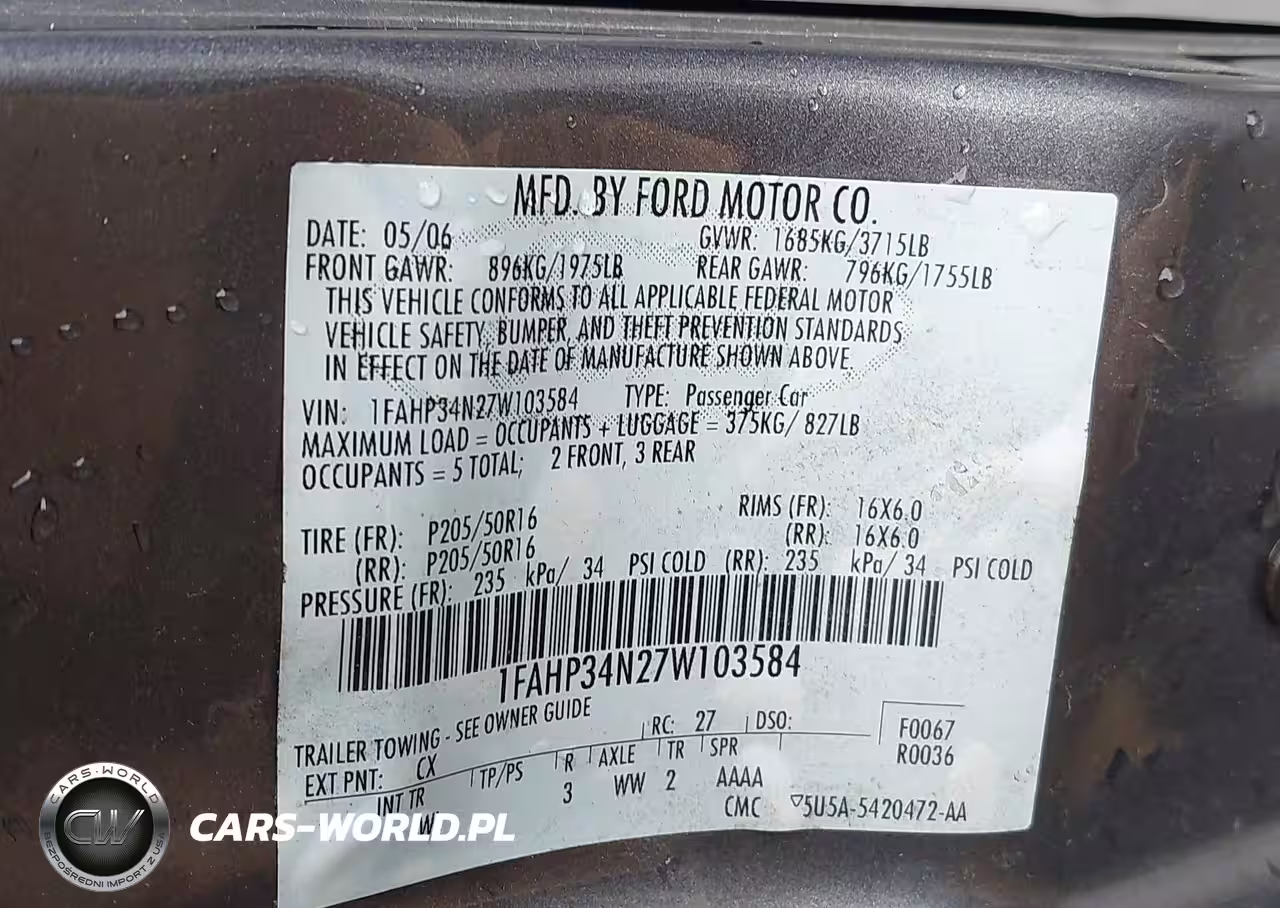 MFD. BY FORD MOTOR CO.
DATE: 05/06 GVWR: 1685KG/3715LB
FRONT GAWR: 896KG/1975LB REAR GAWR: 796KG/1755LB
THIS VEHICLE CONFORMS TO ALL APPLICABLE FEDERAL MOTOR
VEHICLE SAFETY, BUMPER, AND THEFT PREVENTION STANDARDS
IN EFFECT ON THE DATE OF MANUFACTURE SHOWN ABOVE.
VIN: 1FAHP34N27W103584 TYPE: Passenger Car
MAXIMUM LOAD = OCCUPANTS + LUGGAGE = 375KG/ 827LB
OCCUPANTS = 5 TOTAL; 2 FRONT, 3 REAR
TIRE (FR): P205/50R16 RIMS (FR): 16X6.0
(RR): P205/50R16 (RR): 16X6.0
PRESSURE (FR): 235 kPa/ 34 PSI COLD (RR): 235 kPa/ 34 PSI COLD
1FAHP34N27W103584
TRAILER TOWING - SEE OWNER GUIDE RC: 27 DSO: F0067
R0036
EXT PNT: CX TP/PS R AXLE TR SPR
INT TR 3 WW 2 AAAA
W CMC ▽5U5A-5420472-AA
CARS-WORLD
CW
BEZPOŚREDNI IMPORT Z USA
CARS-WORLD.PL